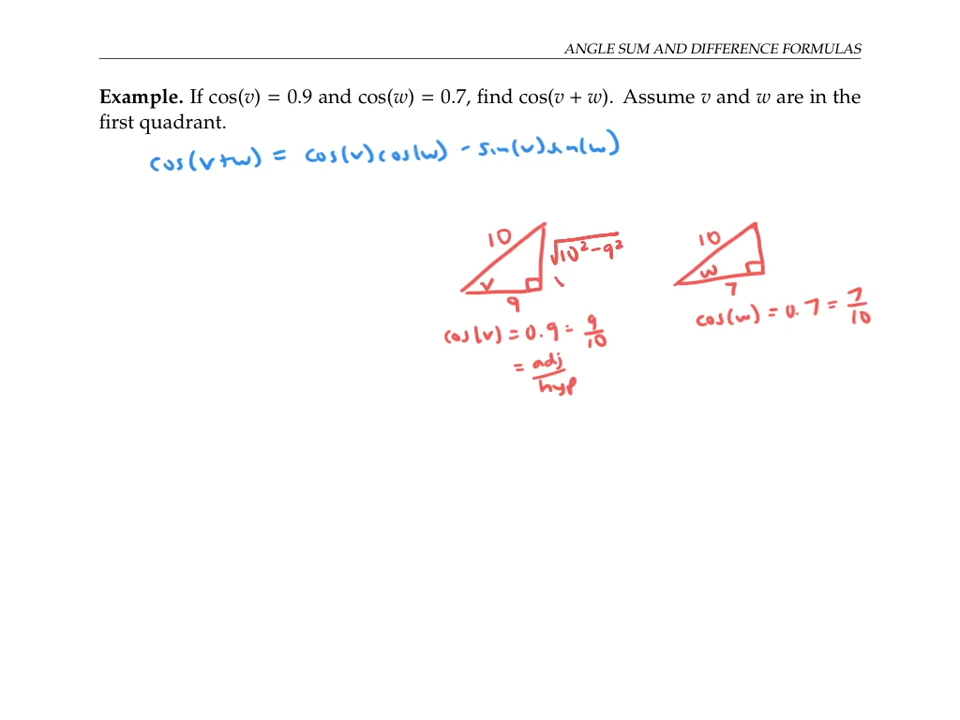 ANGLE SUM AND DIFFERENCE FORMULAS
Example. If cos(v) = 0.9 and cos(w) = 0.7, find cos(v + w). Assume v and w are in the
first quadrant.
cos(v+w) = cos(v)cos(w) - sin(v)sin(w)
10
√10²-9²
v
9
cos(v) = 0.9 = 9/10
= adj/hyp
10
w
7
cos(w) = 0.7 = 7/10